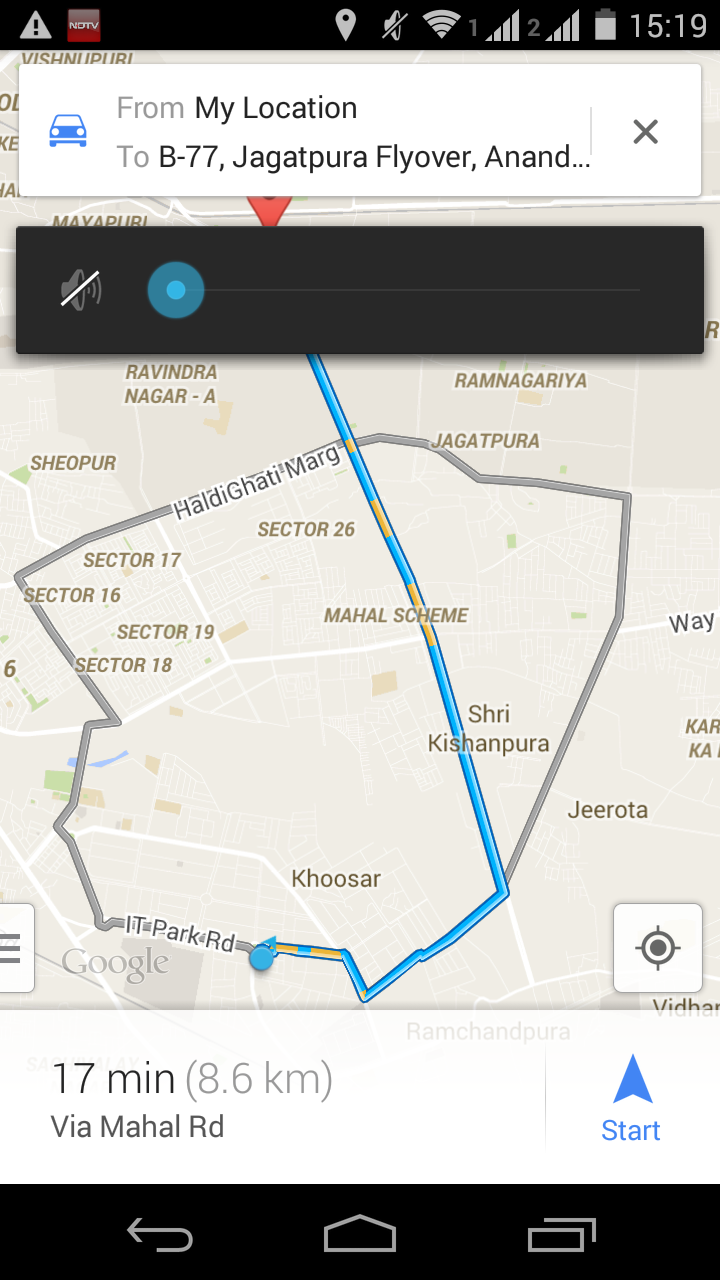 NDTV 1 2 15:19
VISHNUPURI
From My Location
To B-77, Jagatpura Flyover, Anand...
MAYAPURI
RAVINDRA
NAGAR - A
RAMNAGARIYA
JAGATPURA
HaldiGhati Marg
SHEOPUR
SECTOR 26
SECTOR 17
SECTOR 16
MAHAL SCHEME
SECTOR 19
Way
SECTOR 18
6
Shri
Kishanpura
KAR
KA
Jeerota
Khoosar
IT Park Rd
Google
Vidhar
Ramchandpura
17 min (8.6 km)
Via Mahal Rd
Start